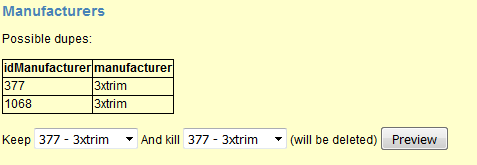 Manufacturers
Possible dupes:
idManufacturer manufacturer
377 3xtrim
1068 3xtrim
Keep 377 - 3xtrim And kill 377 - 3xtrim (will be deleted) Preview